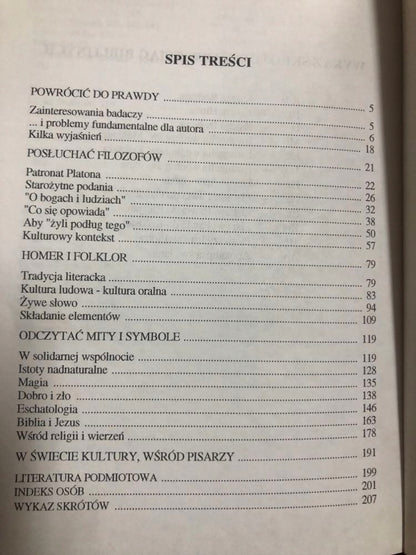 SPIS TREŚCI
POWRÓCIĆ DO PRAWDY 5
Zainteresowania badaczy 5
... i problemy fundamentalne dla autora 6
Kilka wyjaśnień 18
POSŁUCHAĆ FILOZOFÓW 21
Patronat Platona 22
Starożytne podania 26
"O bogach i ludziach" 32
"Co się opowiada" 38
Aby "żyli podług tego" 50
Kulturowy kontekst 57
HOMER I FOLKLOR 79
Tradycja literacka 79
Kultura ludowa - kultura oralna 83
Żywe słowo 94
Składanie elementów 109
ODCZYTAĆ MITY I SYMBOLE 119
W solidarnej wspólnocie 119
Istoty nadnaturalne 128
Magia 135
Dobro i zło 138
Eschatologia 146
Biblia i Jezus 163
Wśród religii i wierzeń 178
W ŚWIECIE KULTURY, WŚRÓD PISARZY 191
LITERATURA PODMIOTOWA 199
INDEKS OSÓB 201
WYKAZ SKRÓTÓW 207